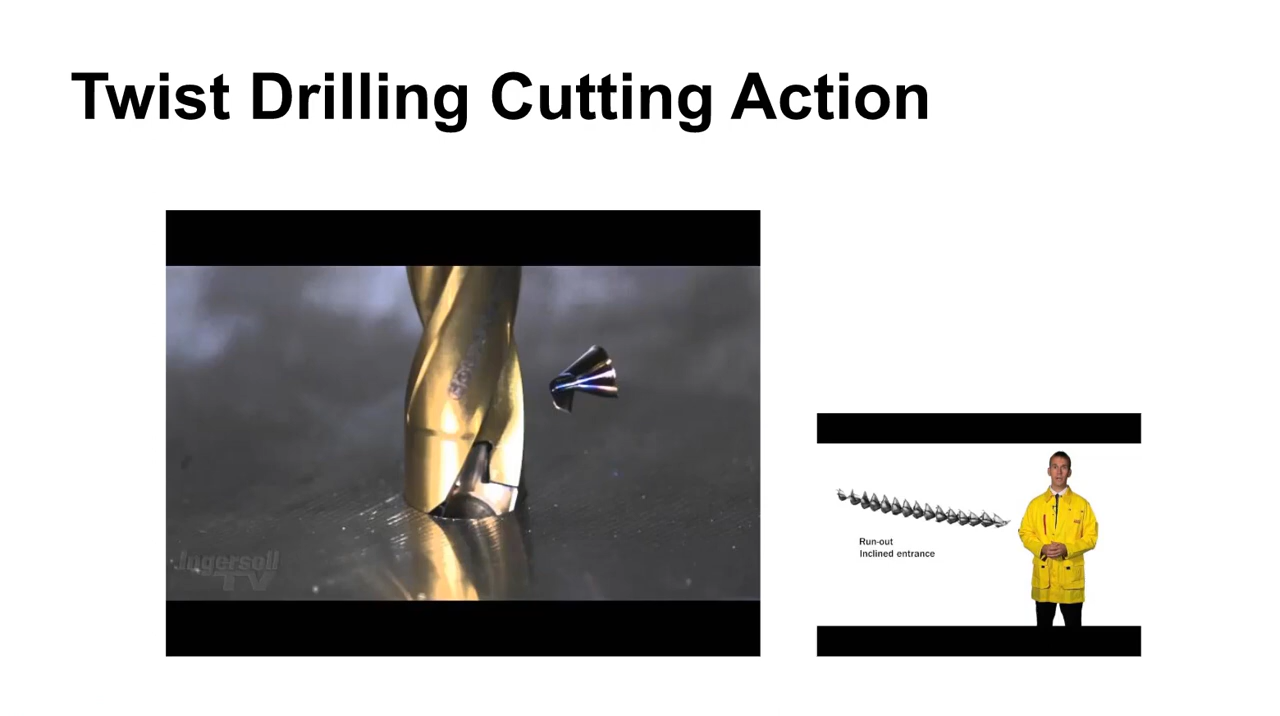 Twist Drilling Cutting Action
Ingersoll
TV
Run-out
Inclined entrance